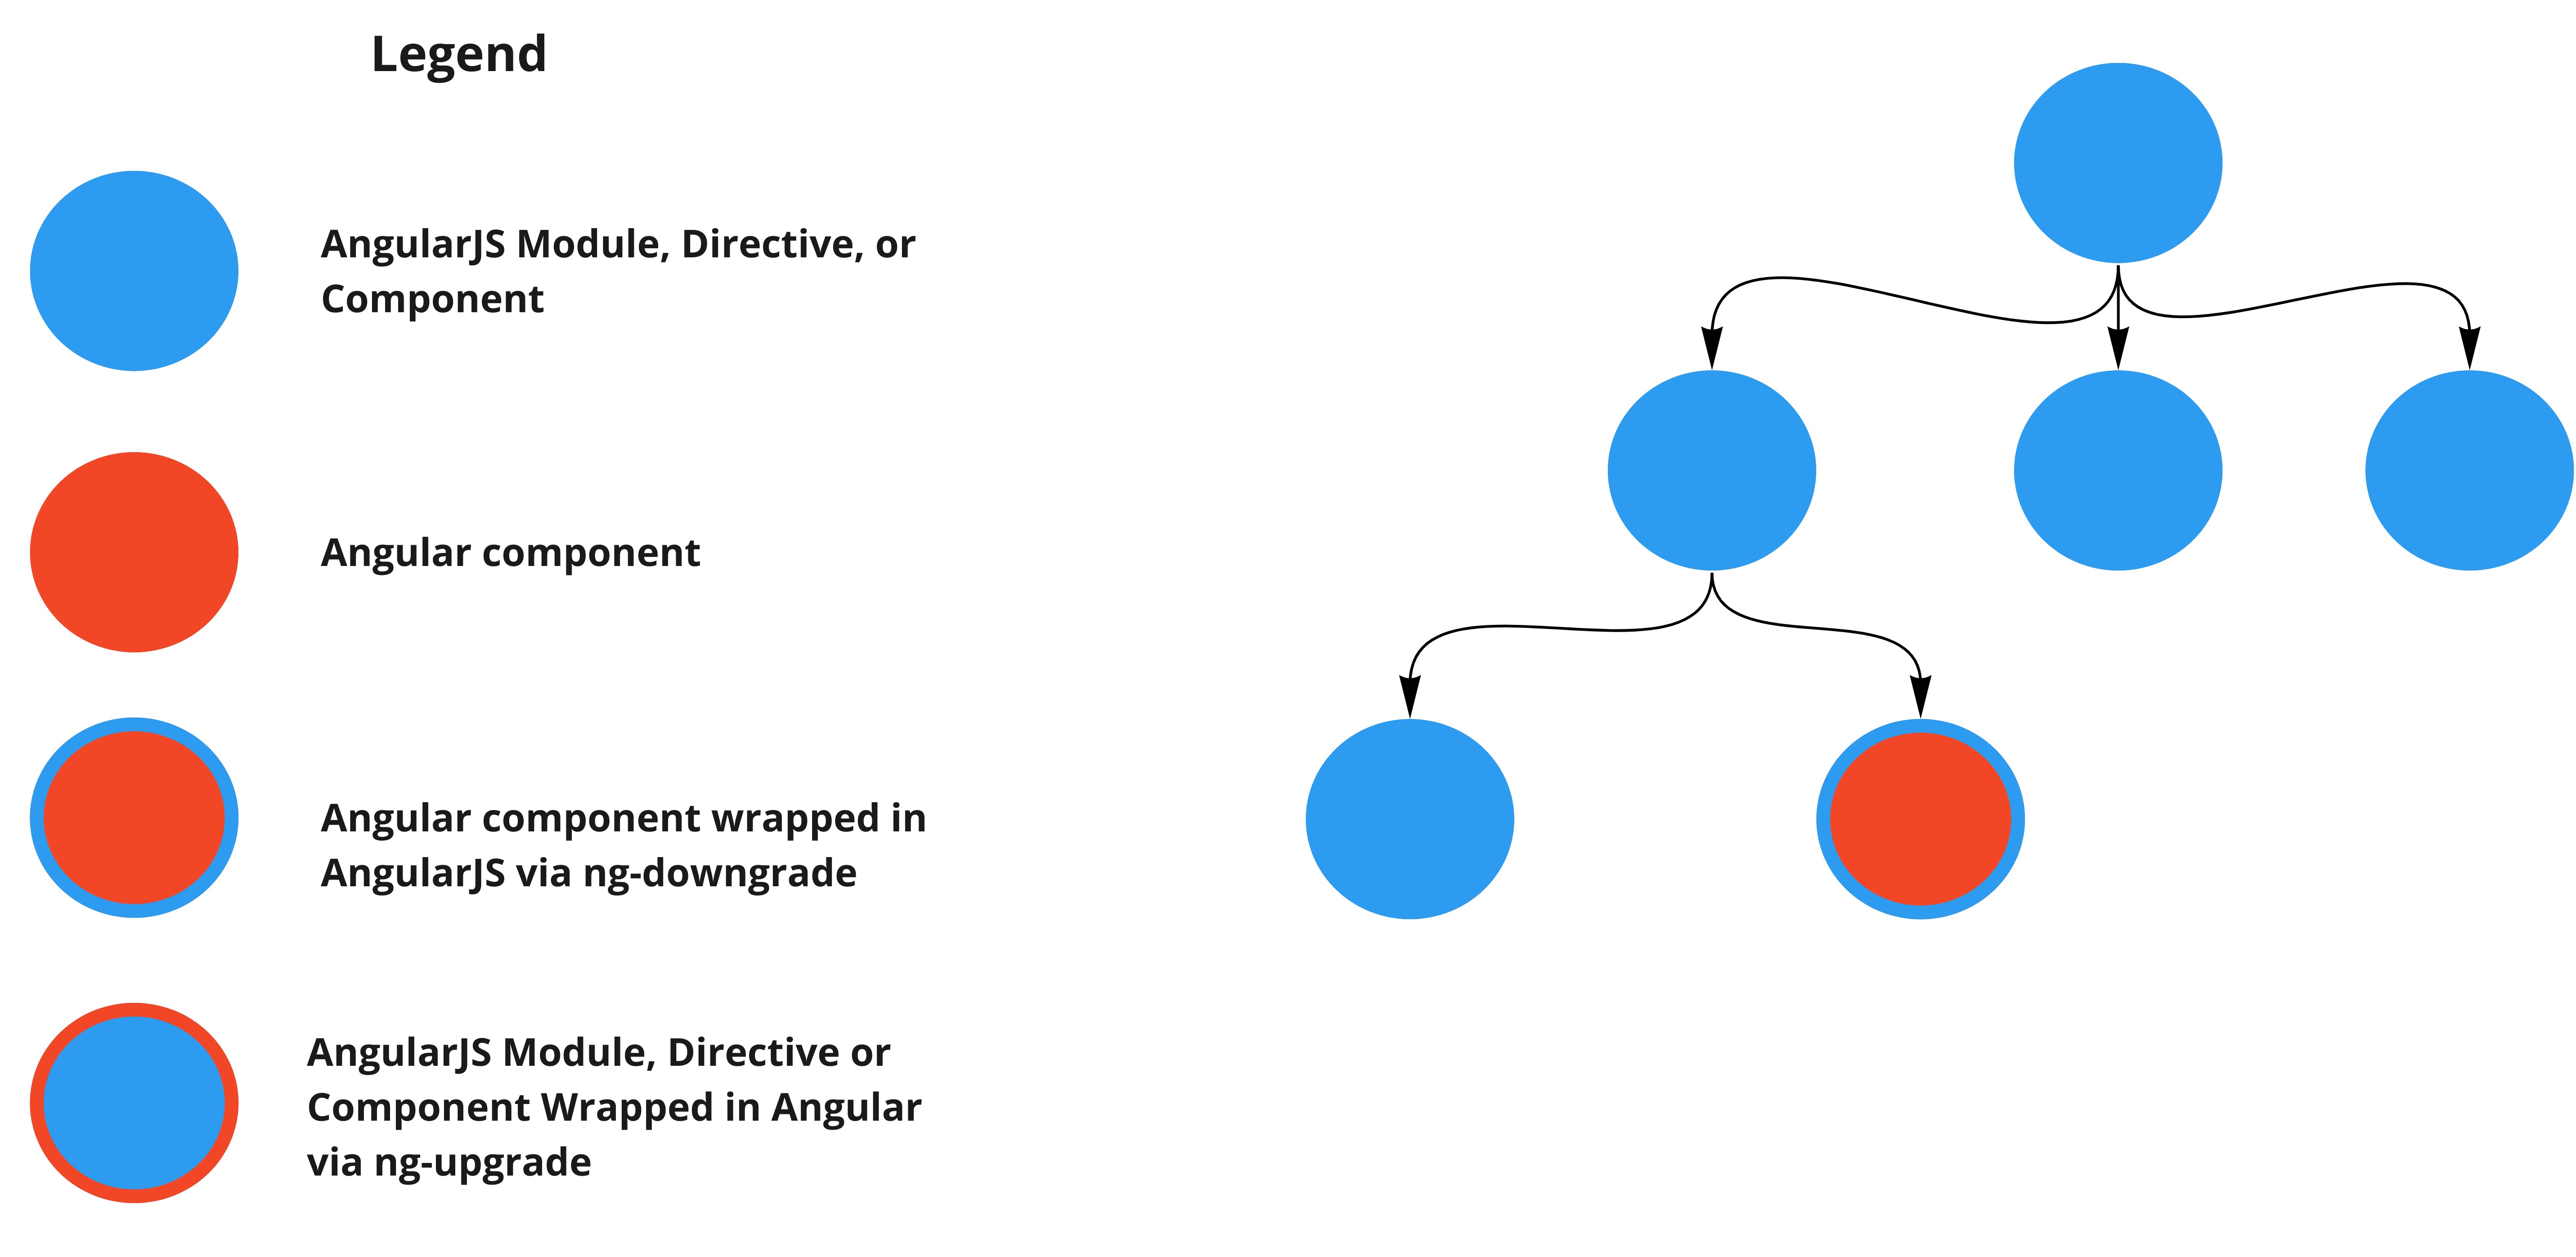 Legend
AngularJS Module, Directive, or
Component
Angular component
Angular component wrapped in
AngularJS via ng-downgrade
AngularJS Module, Directive or
Component Wrapped in Angular
via ng-upgrade